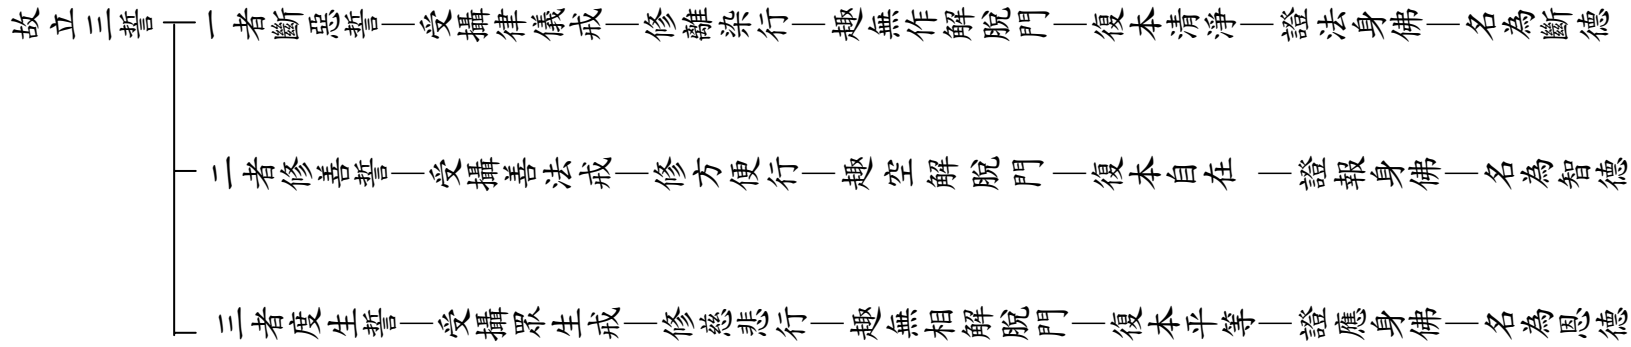 故立三誓
一者斷惡誓—受攝律儀戒—修離染行—趣無作解脫門—復本清淨—證法身佛—名為斷德
二者修善誓—受攝善法戒—修方便行—趣空解脫門—復本自在—證報身佛—名為智德
三者度生誓—受攝眾生戒—修慈悲行—趣無相解脫門—復本平等—證應身佛—名為恩德